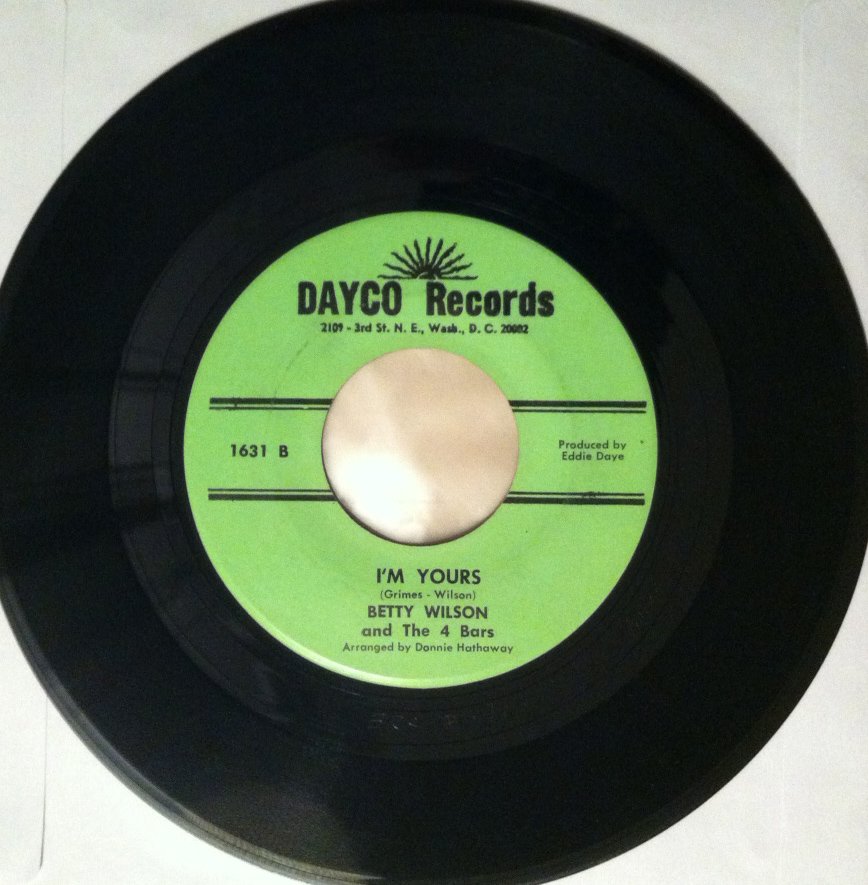 DAYCO Records
2109 - 3rd St. N. E., Wash., D. C. 20002
1631 B
Produced by
Eddie Daye
I'M YOURS
(Grimes - Wilson)
BETTY WILSON
and The 4 Bars
Arranged by Donnie Hathaway